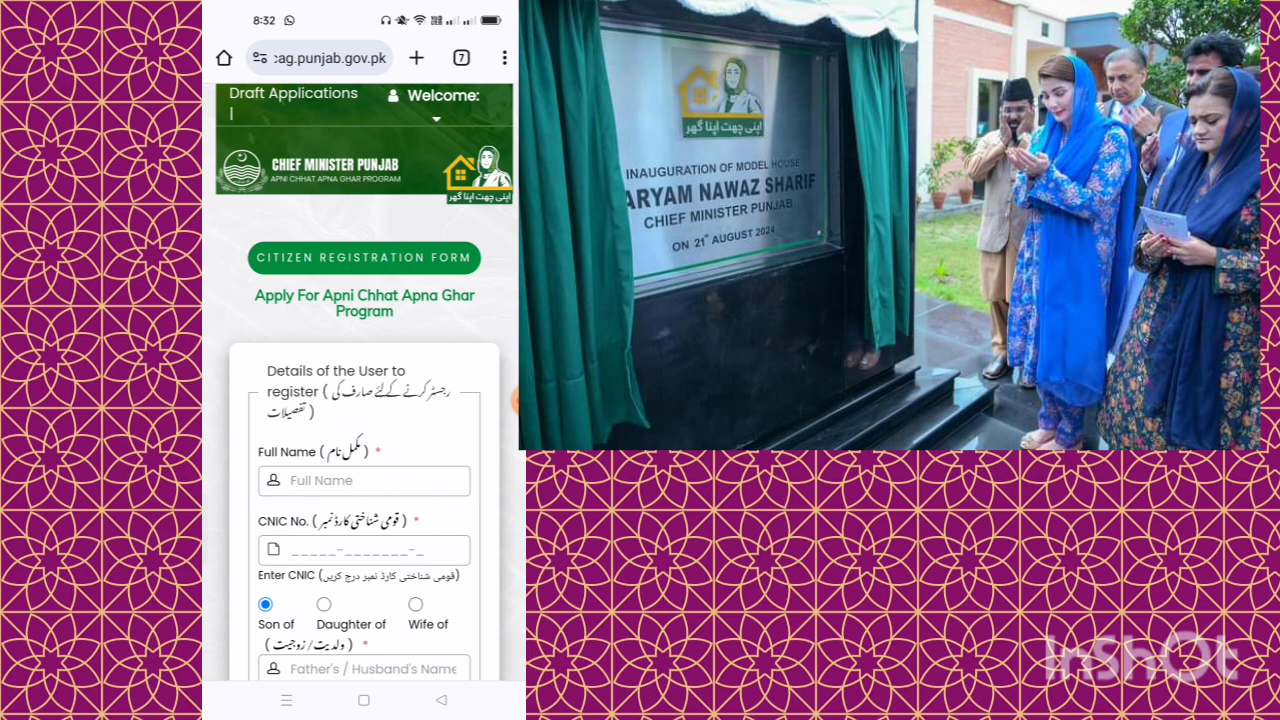 8:32
:ag.punjab.gov.pk
7
Draft Applications
|
Welcome:
CHIEF MINISTER PUNJAB
APNI CHHAT APNA GHAR PROGRAM
اپنی چھت اپنا گھر
CITIZEN REGISTRATION FORM
Apply For Apni Chhat Apna Ghar
Program
Details of the User to
register ( رجسٹر کرنے کے لئے صارف کی
تفصیلات )
Full Name ( مکمل نام ) *
Full Name
CNIC No. ( قومی شناختی کارڈ نمبر ) *
_____-_______-_
Enter CNIC (قومی شناختی کارڈ نمبر درج کریں)
Son of
Daughter of
Wife of
( ولدیت/ زوجیت ) *
Father's / Husband's Name
اپنی چھت اپنا گھر
INAUGURATION OF MODEL HOUSE
ARYAM NAWAZ SHARIF
CHIEF MINISTER PUNJAB
ON 21st AUGUST 2024
InShOt